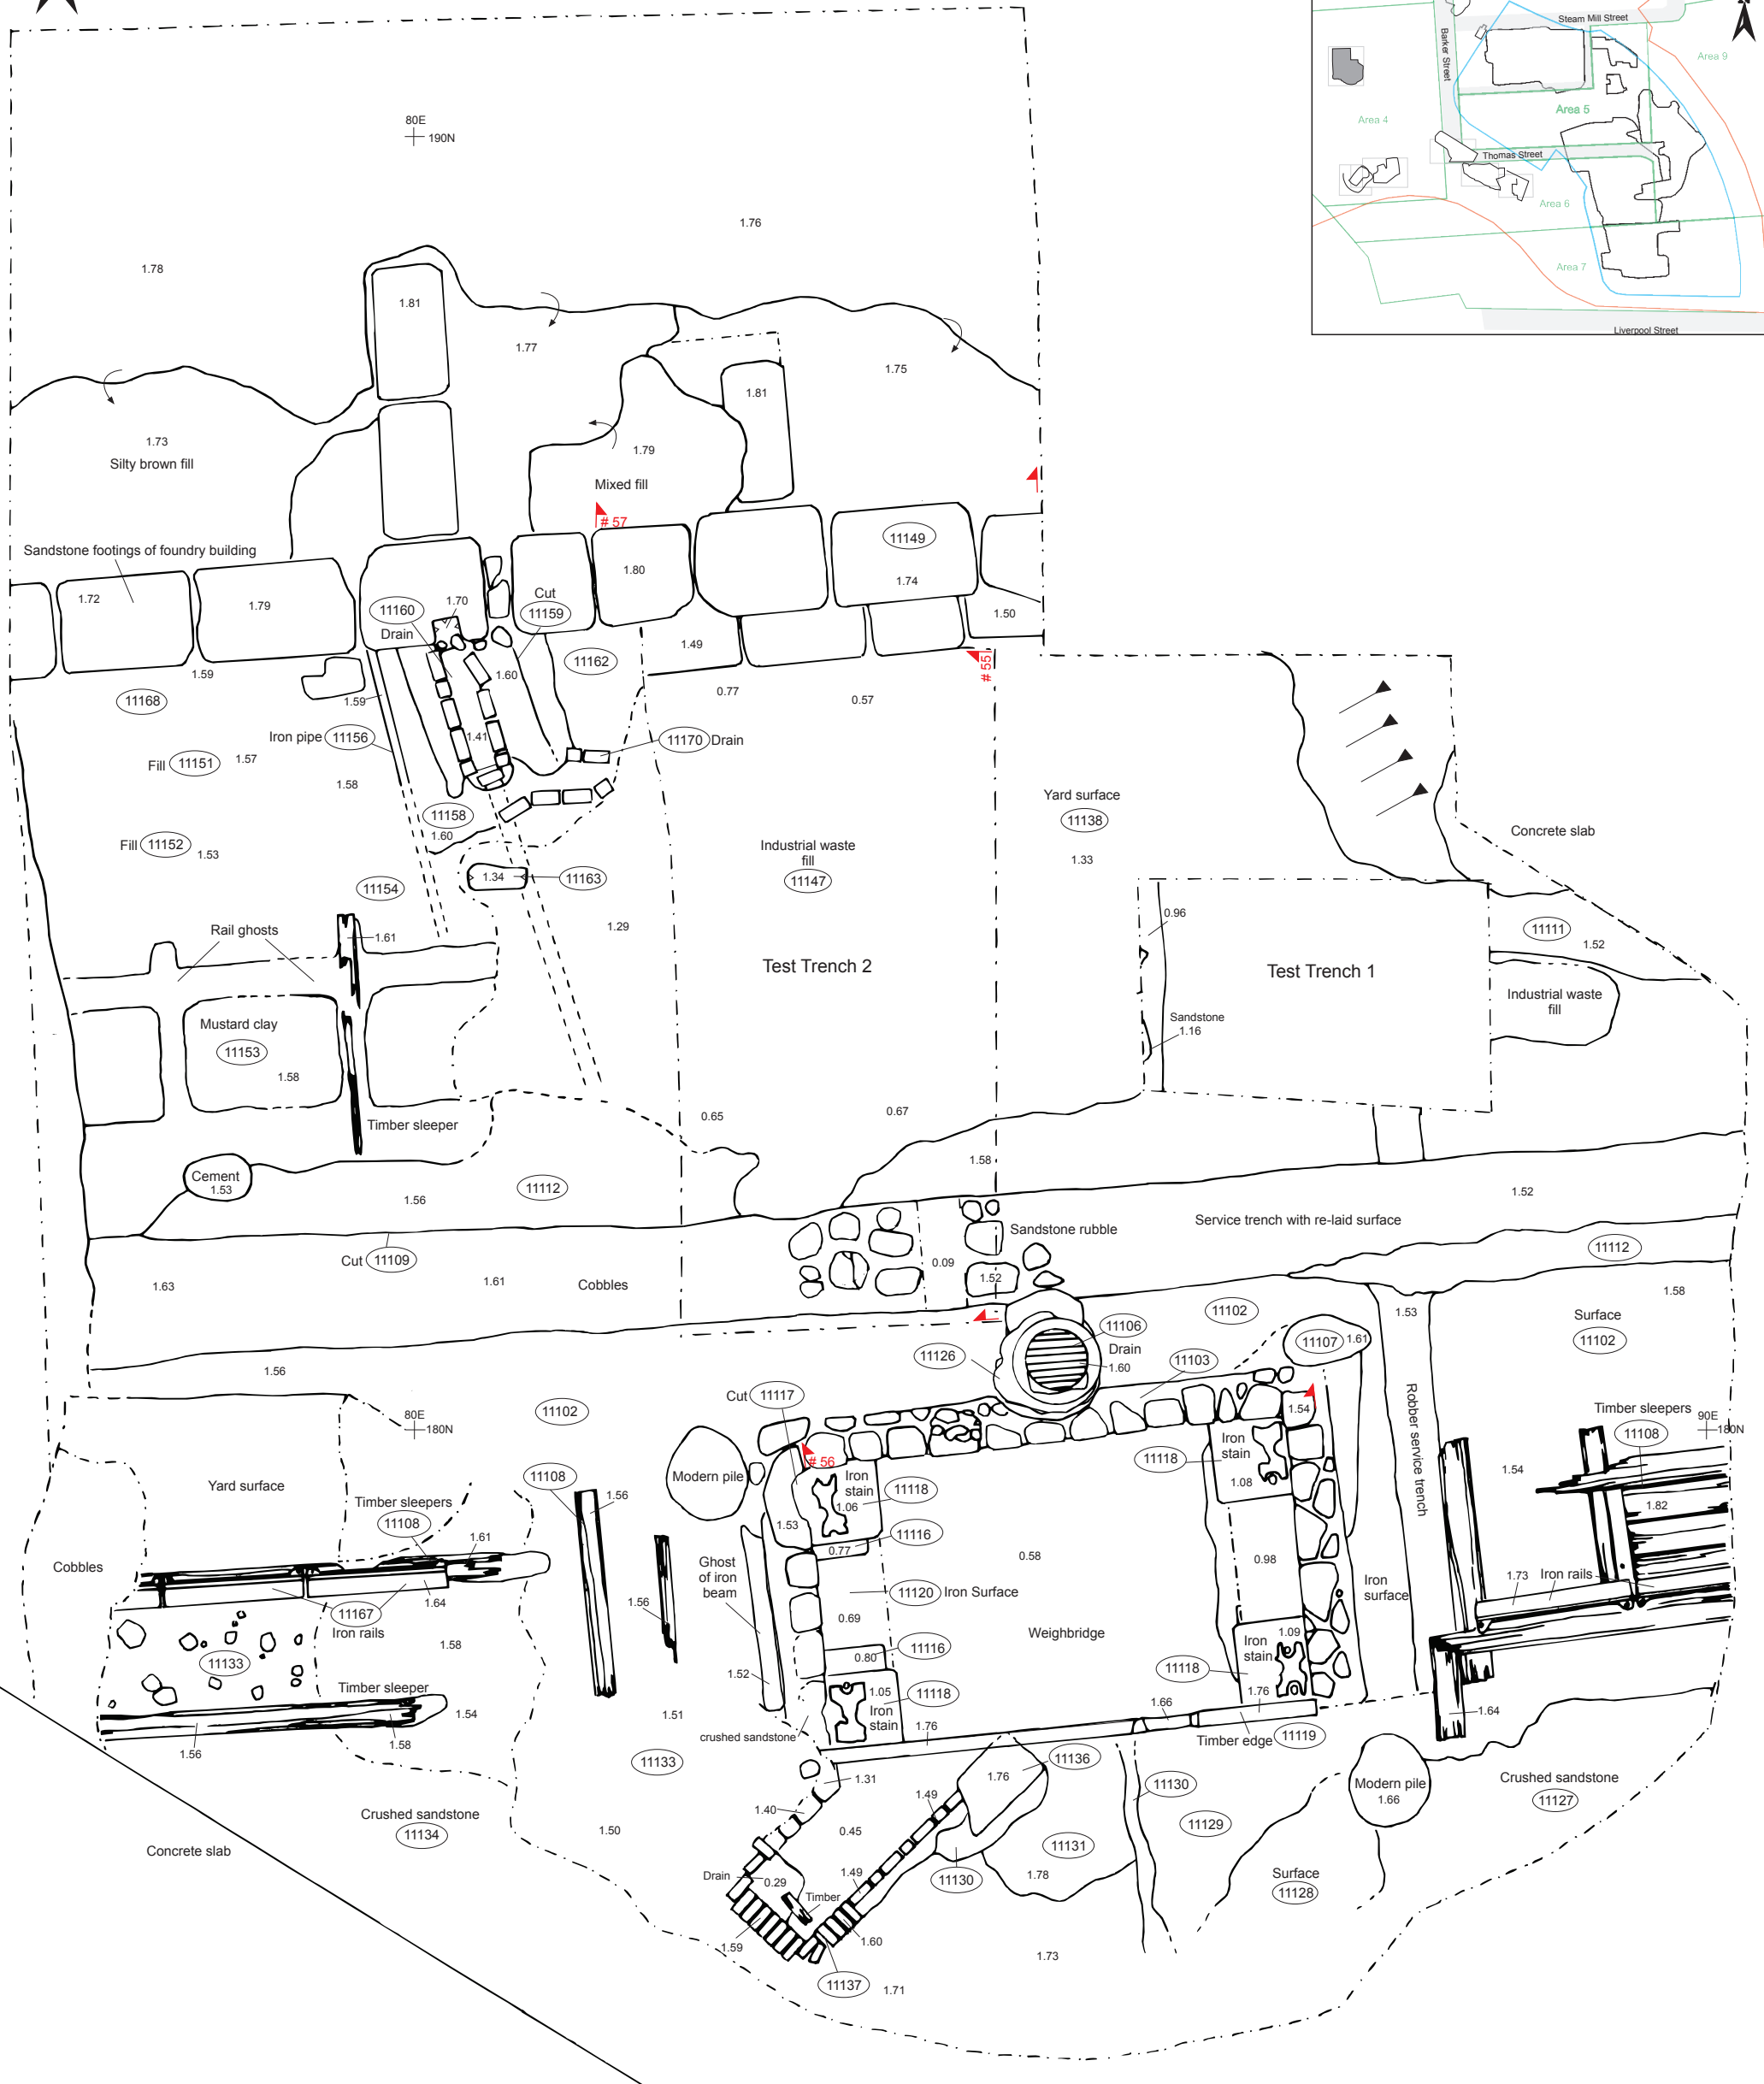 Steam Mill Street
Barker Street
Area 9
Area 4
Area 5
Thomas Street
Area 6
Area 7
Liverpool Street
80E
190N
1.76
1.78
1.81
1.77
1.75
1.81
1.73
Silty brown fill
1.79
Mixed fill
# 57
Sandstone footings of foundry building
11149
1.80
1.74
1.72
1.79
Cut
11159
11160
Drain
1.70
1.50
1.49
11162
1.59
1.60
# 55
11168
1.59
0.77
0.57
Iron pipe 11156
1.41
11170 Drain
Fill 11151
1.57
1.58
Yard surface
11138
11158
1.60
Concrete slab
Fill 11152
1.53
Industrial waste
fill
11147
1.33
11154
1.34
11163
0.96
Rail ghosts
1.61
1.29
11111
1.52
Test Trench 2
Test Trench 1
Industrial waste
fill
Mustard clay
11153
1.58
Sandstone
1.16
Timber sleeper
0.65
0.67
Cement
1.53
1.56
11112
1.58
1.52
Service trench with re-laid surface
Sandstone rubble
11112
Cut 11109
0.09
1.63
1.61
Cobbles
1.52
1.58
11102
1.53
Surface
11102
11106
Drain
1.60
11107
1.61
11126
11103
1.56
Cut 11117
80E
180N
11102
1.54
Robber service trench
Timber sleepers
11108
90E
180N
# 56
Modern pile
Iron
stain
11118
1.08
Yard surface
11108
Iron
stain
1.06
11118
1.54
Timber sleepers
11108
1.56
1.82
1.61
1.53
11116
0.77
Cobbles
Ghost
of iron
beam
0.58
0.98
Iron
surface
1.73
Iron rails
1.64
11167
Iron rails
1.56
11120 Iron Surface
0.69
1.58
11133
Weighbridge
1.09
Iron
stain
11116
0.80
11118
1.52
Timber sleeper
1.05
11118
Iron
stain
1.76
1.54
1.51
1.66
1.64
1.56
1.58
crushed sandstone
1.76
Timber edge 11119
11133
1.31
11136
1.76
11130
Modern pile
1.66
Crushed sandstone
11127
1.49
1.40
Crushed sandstone
11134
1.50
0.45
11129
11131
Concrete slab
1.49
Drain
0.29
11130
1.78
Surface
11128
Timber
1.59
1.60
1.73
11137
1.71